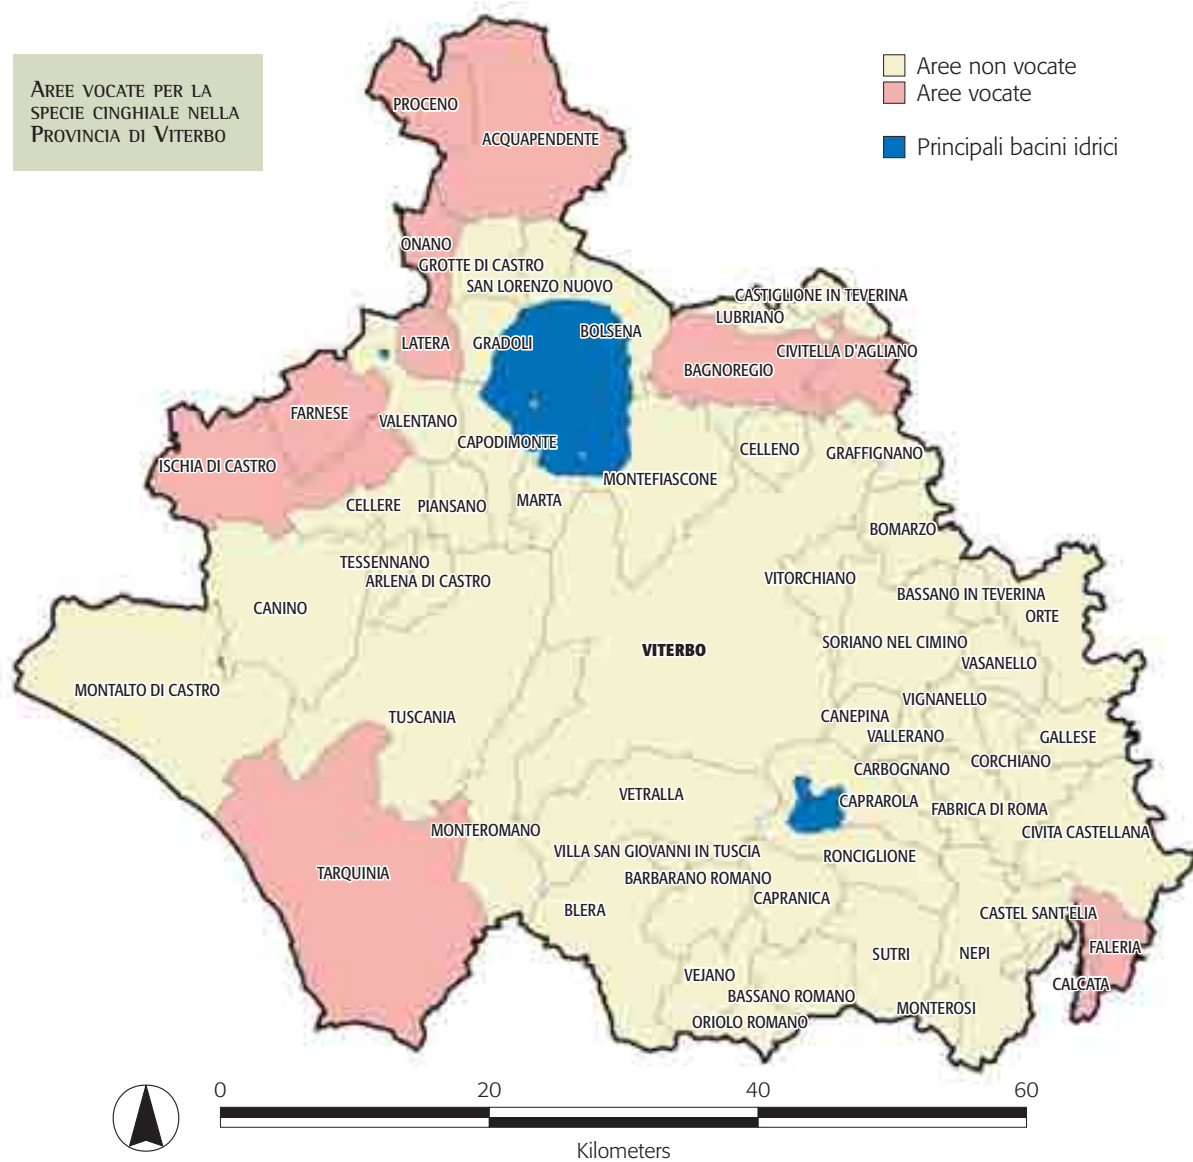 AREE VOCATE PER LA
SPECIE CINGHIALE NELLA
PROVINCIA DI VITERBO
Aree non vocate
Aree vocate
Principali bacini idrici
PROCENO
ACQUAPENDENTE
ONANO
GROTTE DI CASTRO
SAN LORENZO NUOVO
CASTIGLIONE IN TEVERINA
LUBRIANO
BOLSENA
LATERA
GRADOLI
CIVITELLA D'AGLIANO
BAGNOREGIO
FARNESE
VALENTANO
CAPODIMONTE
CELLENO
GRAFFIGNANO
ISCHIA DI CASTRO
MONTEFIASCONE
CELLERE
PIANSANO
MARTA
BOMARZO
TESSENNANO
ARLENA DI CASTRO
VITORCHIANO
BASSANO IN TEVERINA
CANINO
ORTE
SORIANO NEL CIMINO
VITERBO
VASANELLO
MONTALTO DI CASTRO
VIGNANELLO
TUSCANIA
CANEPINA
VALLERANO
GALLESE
CORCHIANO
CARBOGNANO
VETRALLA
CAPRAROLA
FABRICA DI ROMA
MONTEROMANO
CIVITA CASTELLANA
VILLA SAN GIOVANNI IN TUSCIA
RONCIGLIONE
TARQUINIA
BARBARANO ROMANO
CAPRANICA
BLERA
CASTEL SANT'ELIA
SUTRI
NEPI
FALERIA
VEJANO
CALCATA
BASSANO ROMANO
MONTEROSI
ORIOLO ROMANO
0 20 40 60
Kilometers